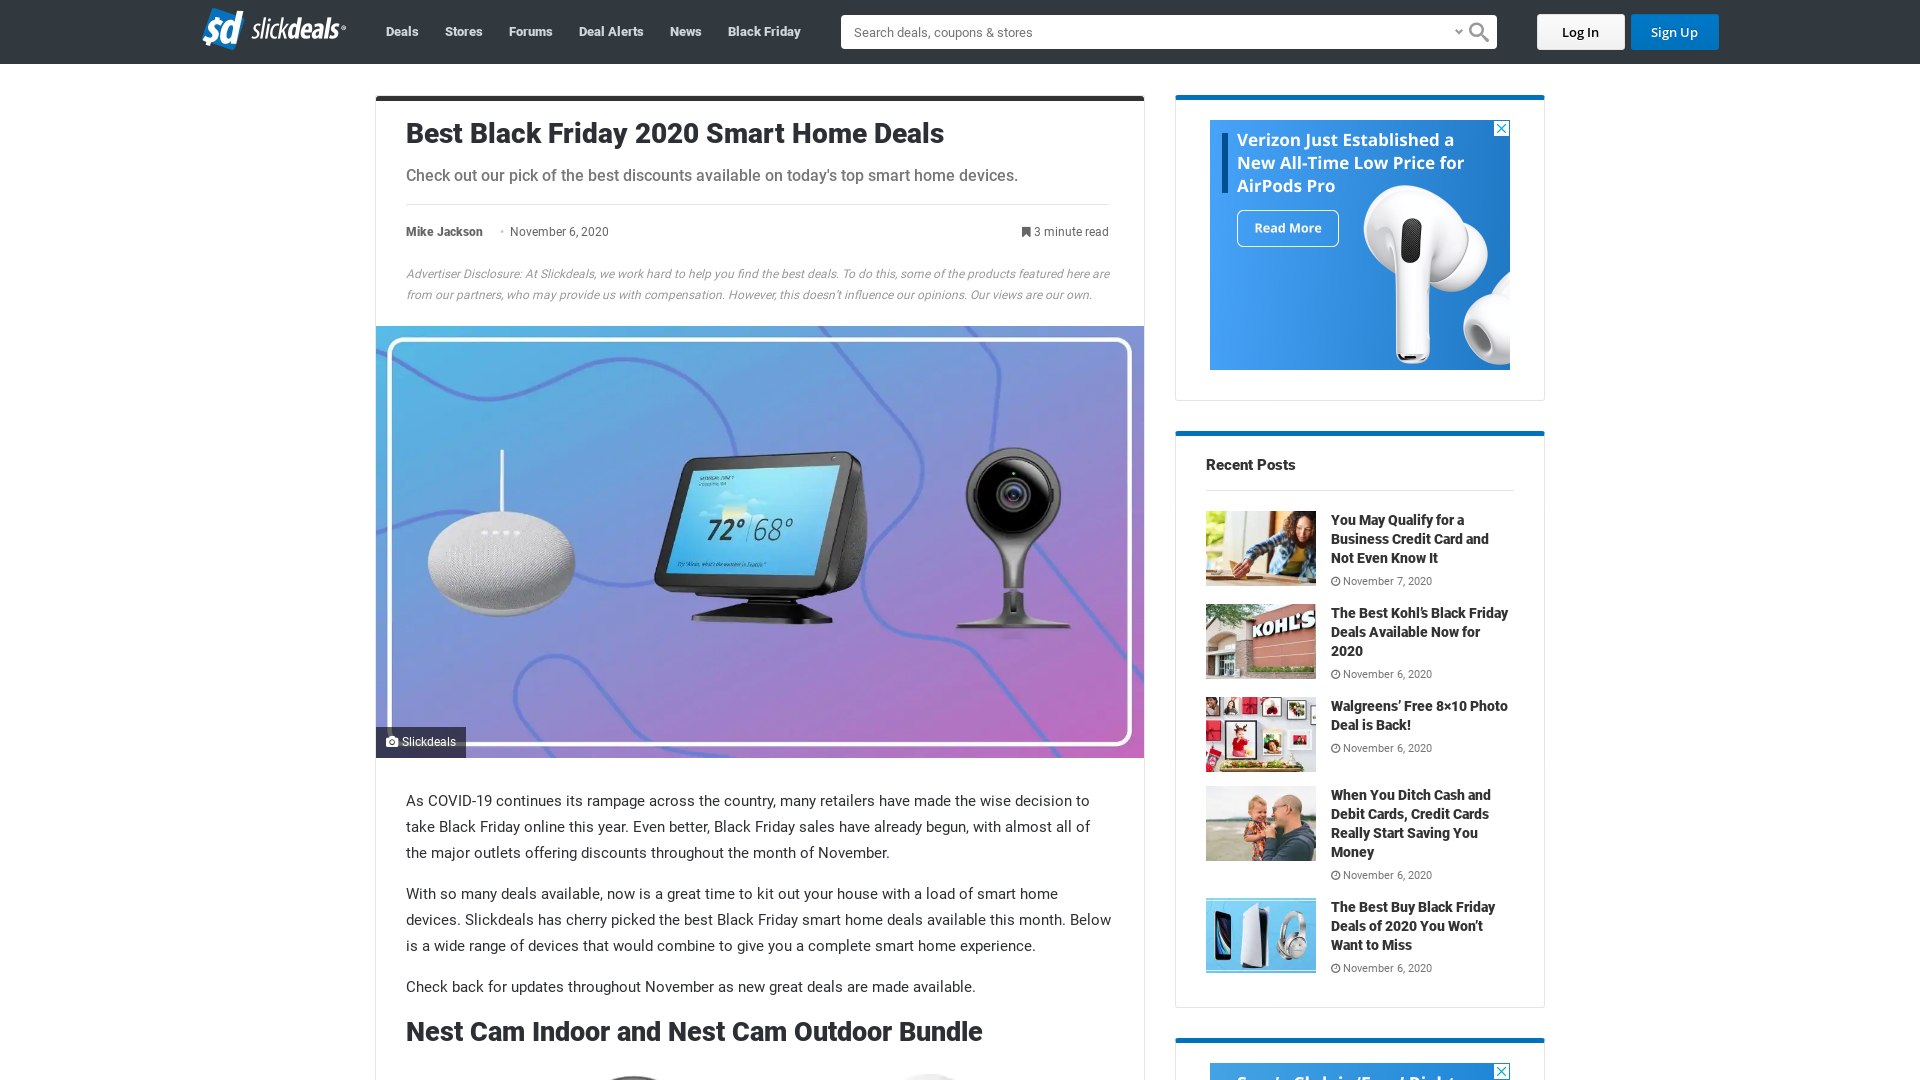 slickdeals
Deals
Stores
Forums
Deal Alerts
News
Black Friday
Search deals, coupons & stores
Log In
Sign Up
Best Black Friday 2020 Smart Home Deals
Check out our pick of the best discounts available on today's top smart home devices.
Mike Jackson • November 6, 2020
3 minute read
Advertiser Disclosure: At Slickdeals, we work hard to help you find the best deals. To do this, some of the products featured here are
from our partners, who may provide us with compensation. However, this doesn’t influence our opinions. Our views are our own.
72° 68°
Slickdeals
As COVID-19 continues its rampage across the country, many retailers have made the wise decision to
take Black Friday online this year. Even better, Black Friday sales have already begun, with almost all of
the major outlets offering discounts throughout the month of November.
With so many deals available, now is a great time to kit out your house with a load of smart home
devices. Slickdeals has cherry picked the best Black Friday smart home deals available this month. Below
is a wide range of devices that would combine to give you a complete smart home experience.
Check back for updates throughout November as new great deals are made available.
Nest Cam Indoor and Nest Cam Outdoor Bundle
Verizon Just Established a
New All-Time Low Price for
AirPods Pro
Read More
Recent Posts
You May Qualify for a
Business Credit Card and
Not Even Know It
November 7, 2020
KOHL'S
The Best Kohl’s Black Friday
Deals Available Now for
2020
November 6, 2020
Walgreens’ Free 8×10 Photo
Deal is Back!
November 6, 2020
When You Ditch Cash and
Debit Cards, Credit Cards
Really Start Saving You
Money
November 6, 2020
The Best Buy Black Friday
Deals of 2020 You Won’t
Want to Miss
November 6, 2020